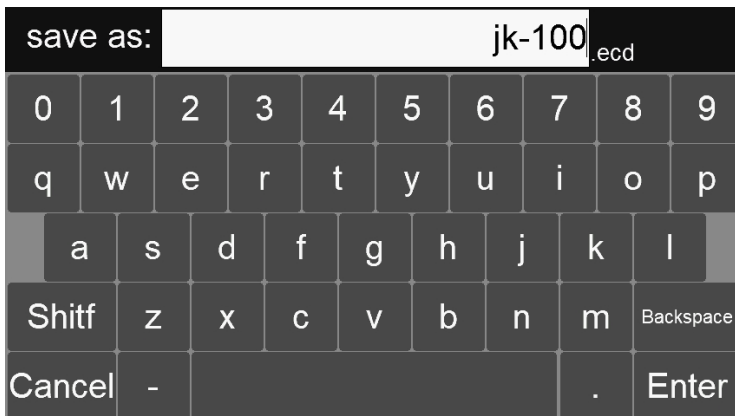 save as: jk-100.ecd
0 1 2 3 4 5 6 7 8 9
q w e r t y u i o p
a s d f g h j k l
Shitf z x c v b n m Backspace
Cancel - . Enter